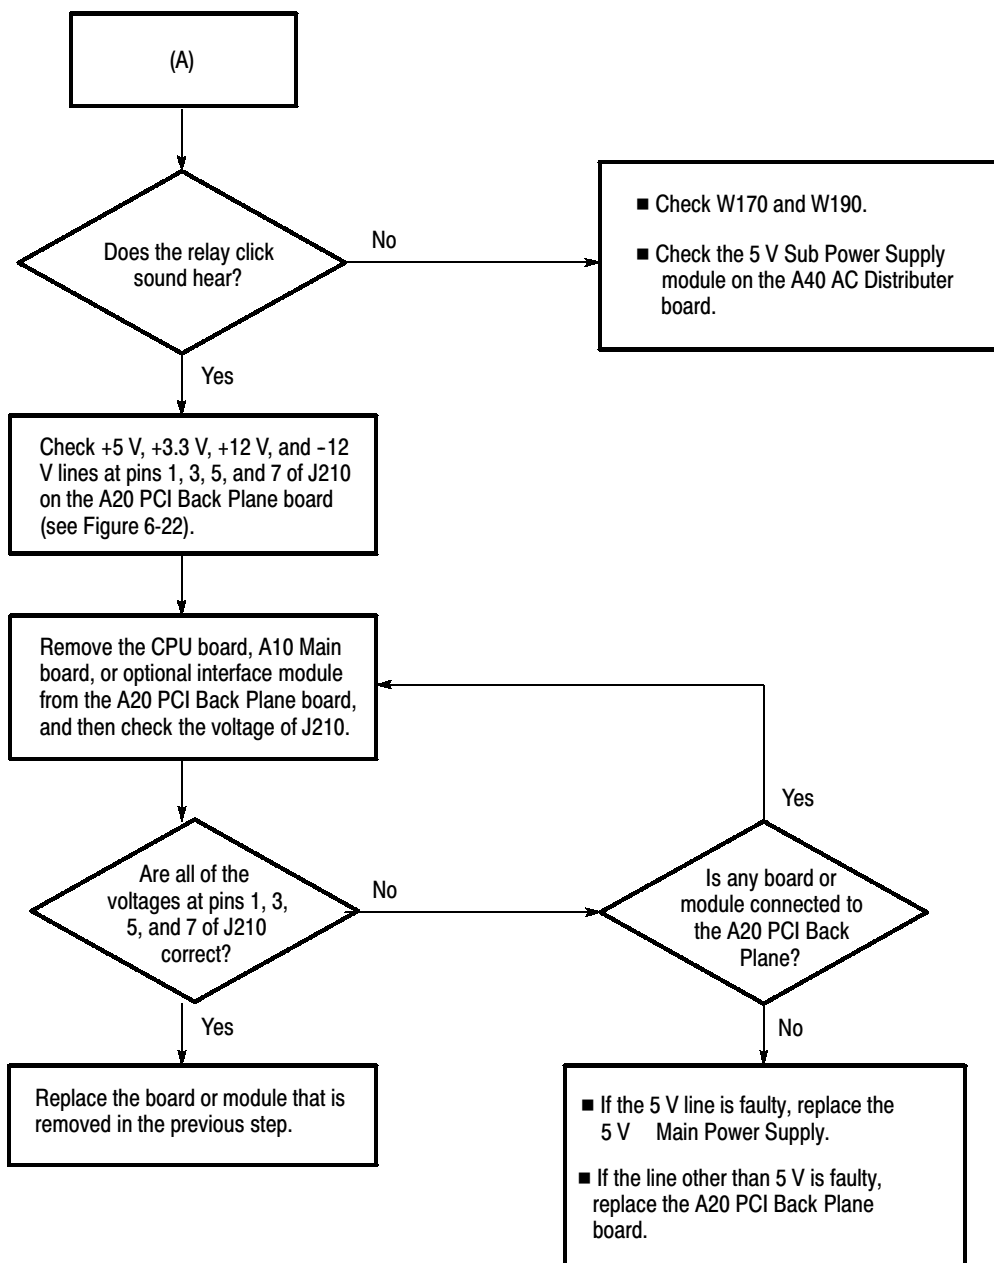 (A)
Does the relay click
sound hear?
No
■ Check W170 and W190.
■ Check the 5 V Sub Power Supply
module on the A40 AC Distributer
board.
Yes
Check +5 V, +3.3 V, +12 V, and -12
V lines at pins 1, 3, 5, and 7 of J210
on the A20 PCI Back Plane board
(see Figure 6-22).
Remove the CPU board, A10 Main
board, or optional interface module
from the A20 PCI Back Plane board,
and then check the voltage of J210.
Are all of the
voltages at pins 1, 3,
5, and 7 of J210
correct?
No
Yes
Is any board or
module connected to
the A20 PCI Back
Plane?
Yes
Replace the board or module that is
removed in the previous step.
No
■ If the 5 V line is faulty, replace the
5 V Main Power Supply.
■ If the line other than 5 V is faulty,
replace the A20 PCI Back Plane
board.